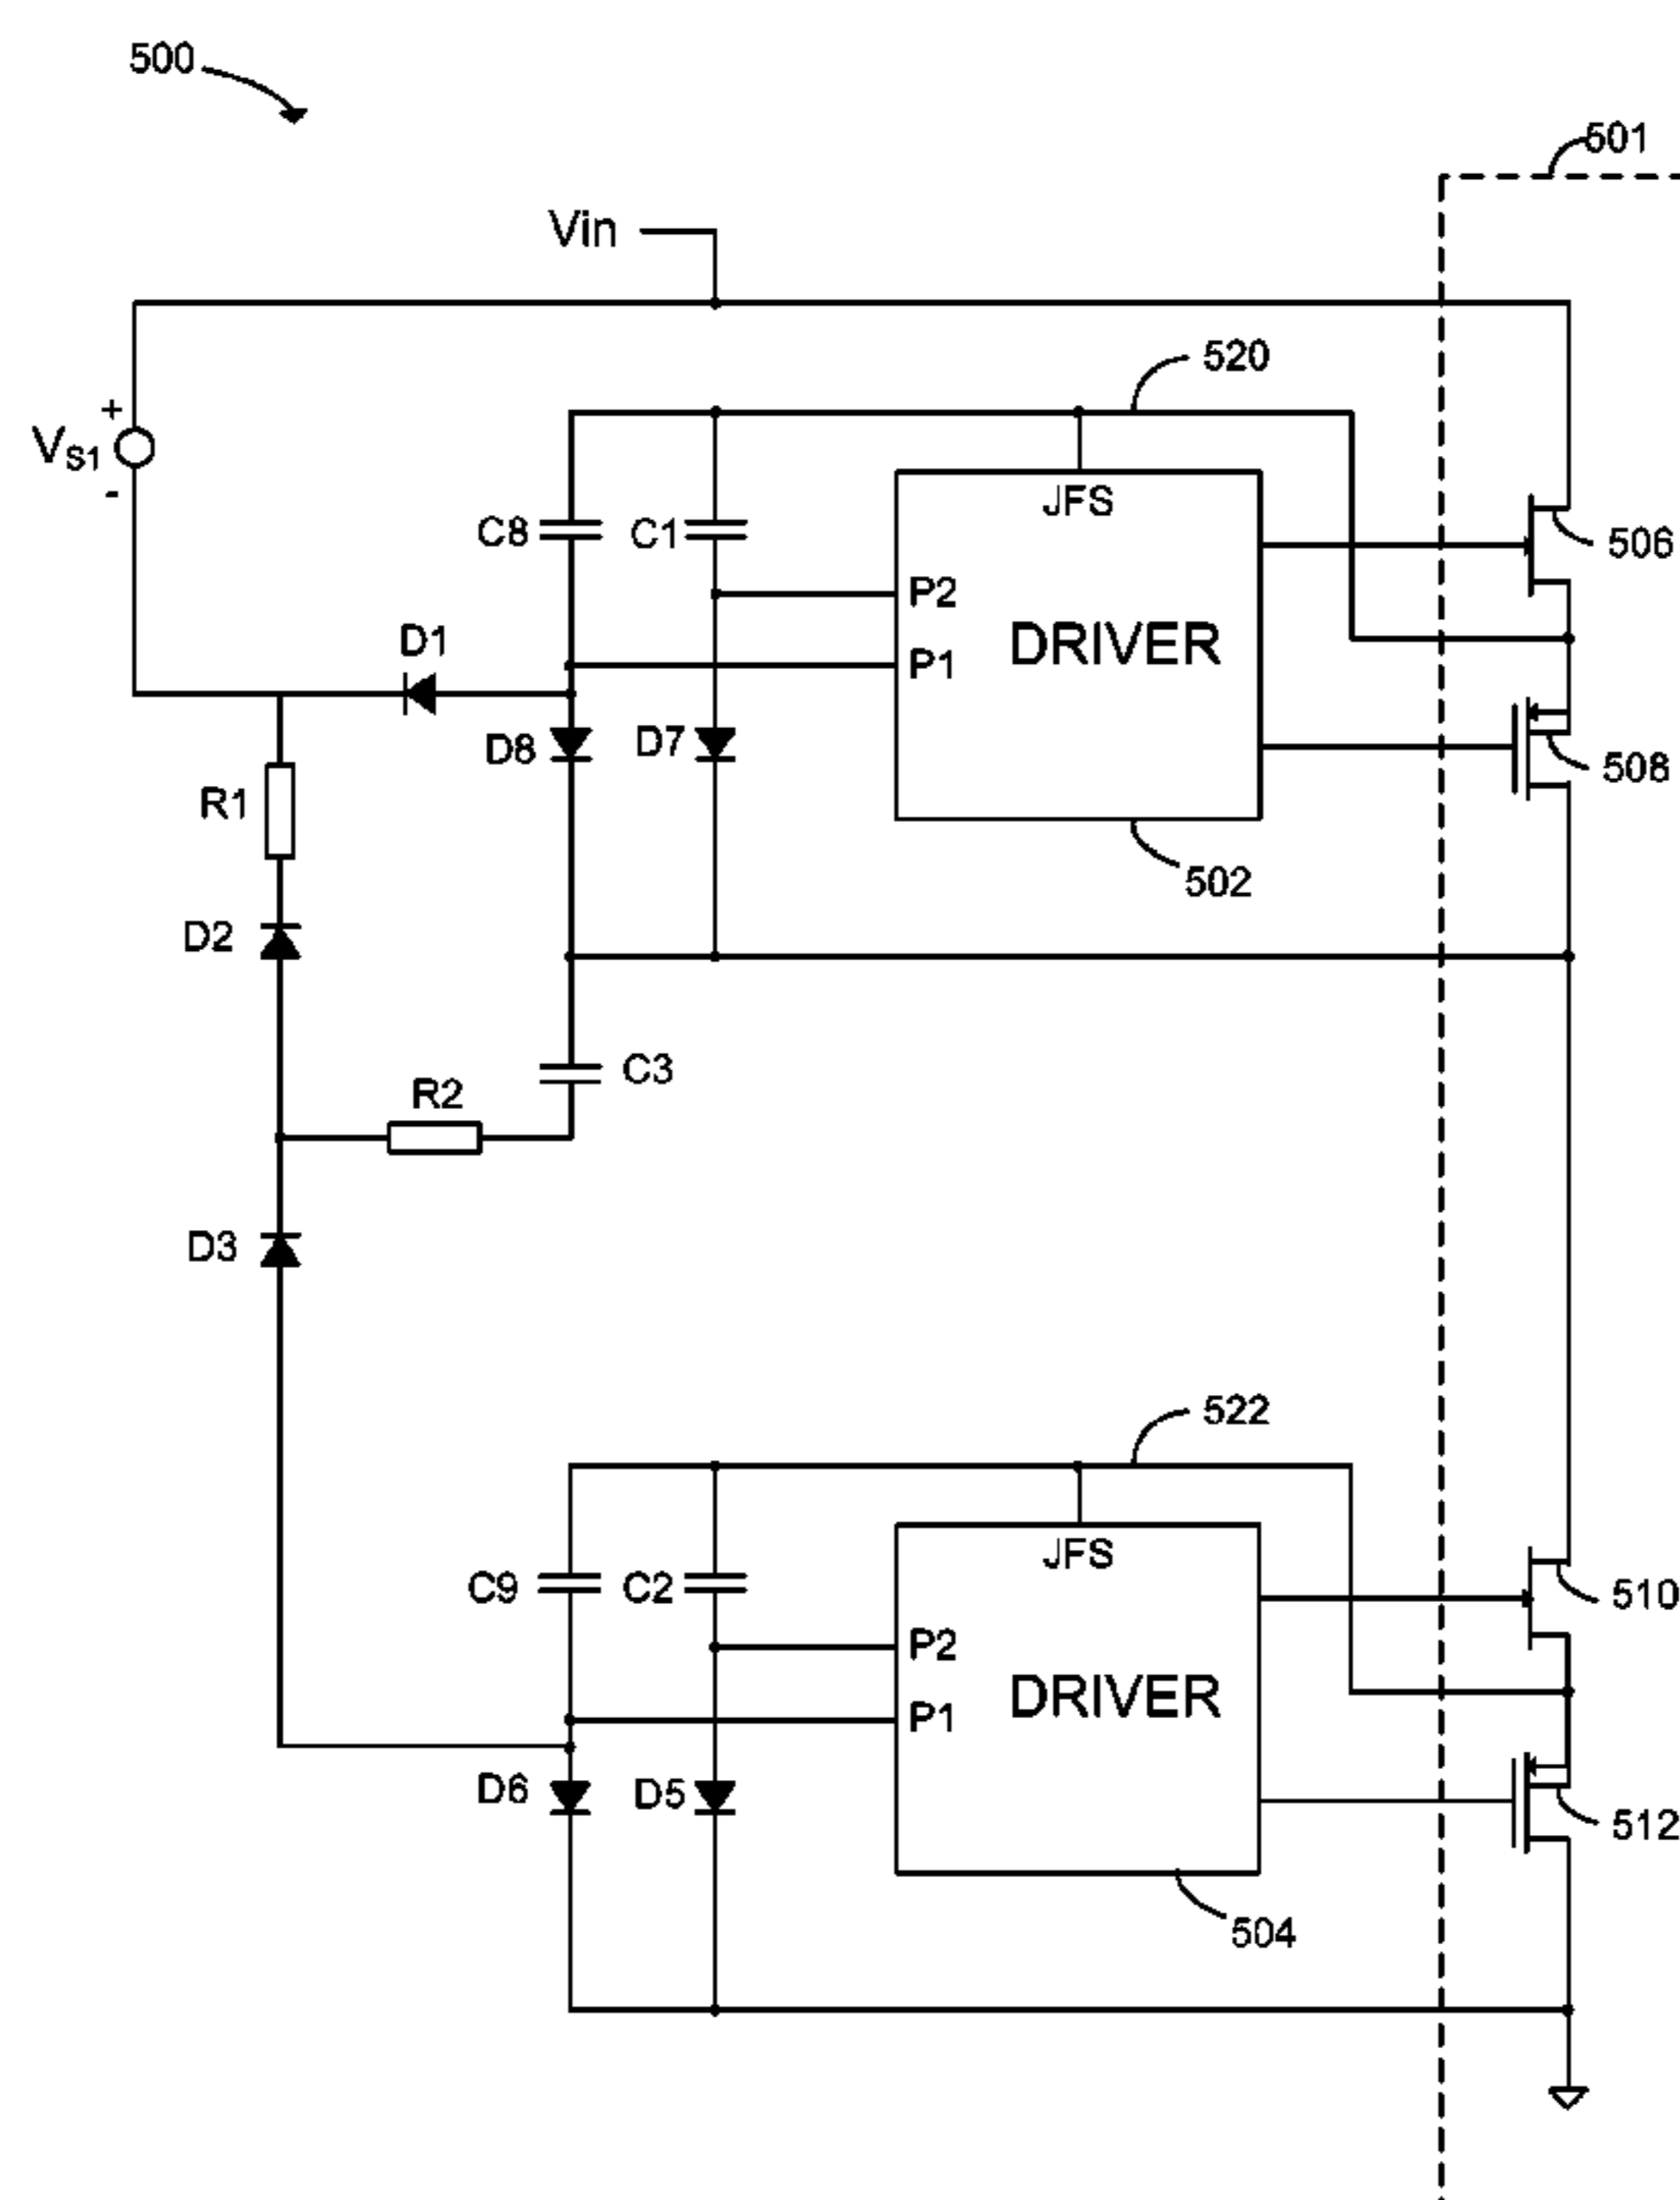 500
501
Vin
520
+
VS1
-
JFS
C8
C1
506
P2
DRIVER
P1
D1
D8
D7
508
R1
502
D2
C3
R2
D3
522
JFS
C9
C2
510
P2
DRIVER
P1
D6
D5
512
504